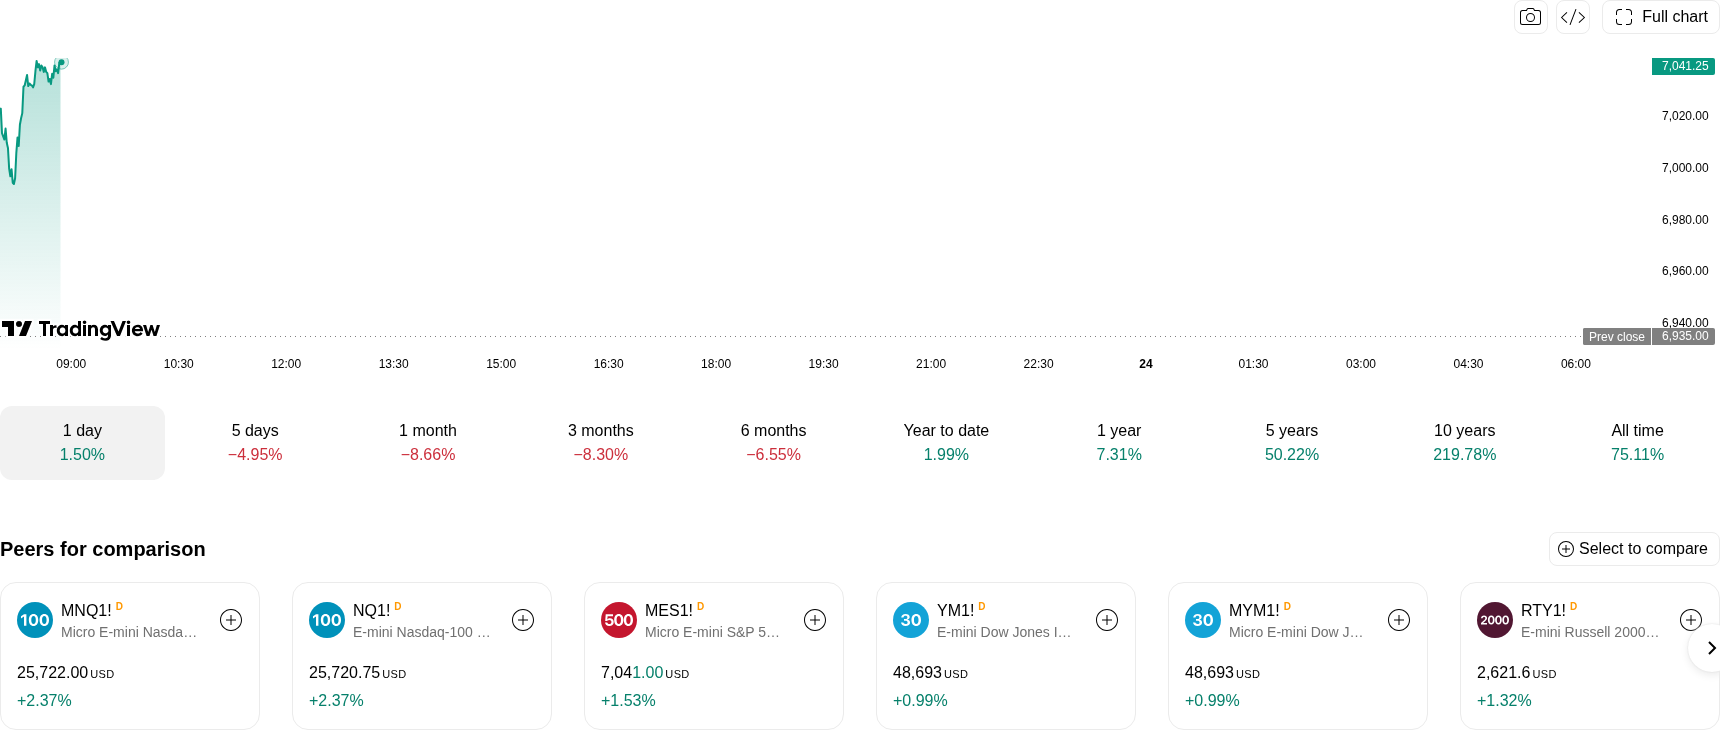 Full chart
7,041.25
7,020.00
7,000.00
6,980.00
6,960.00
6,940.00
Prev close 6,935.00
TradingView
09:00 10:30 12:00 13:30 15:00 16:30 18:00 19:30 21:00 22:30 24 01:30 03:00 04:30 06:00
1 day 5 days 1 month 3 months 6 months Year to date 1 year 5 years 10 years All time
1.50% −4.95% −8.66% −8.30% −6.55% 1.99% 7.31% 50.22% 219.78% 75.11%
Peers for comparison
Select to compare
100 MNQ1! D
Micro E-mini Nasda…
25,722.00 USD
+2.37%
100 NQ1! D
E-mini Nasdaq-100 …
25,720.75 USD
+2.37%
500 MES1! D
Micro E-mini S&P 5…
7,041.00 USD
+1.53%
30 YM1! D
E-mini Dow Jones I…
48,693 USD
+0.99%
30 MYM1! D
Micro E-mini Dow J…
48,693 USD
+0.99%
2000 RTY1! D
E-mini Russell 2000…
2,621.6 USD
+1.32%